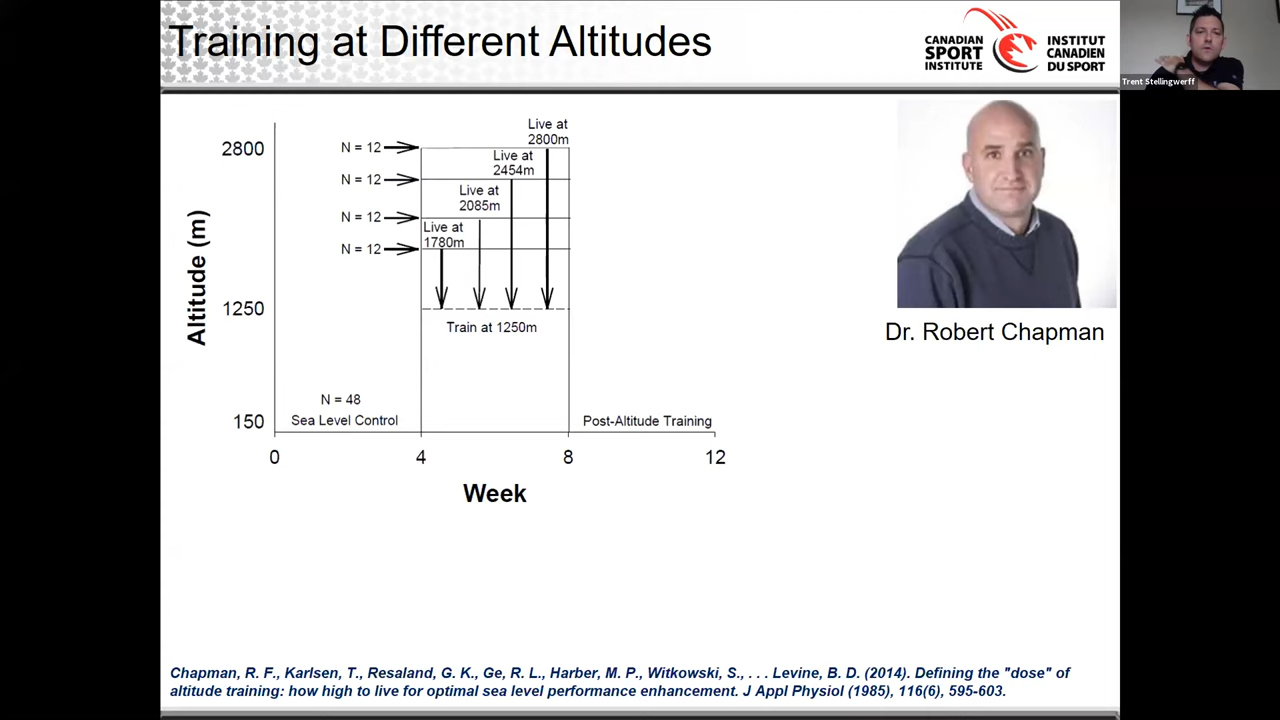 Training at Different Altitudes
CANADIAN
SPORT
INSTITUTE
INSTITUT
CANADIEN
DU SPORT
Trent Stellingwerff
Altitude (m)
2800
1250
150
N = 12
N = 12
N = 12
N = 12
Live at
2800m
Live at
2454m
Live at
2085m
Live at
1780m
Train at 1250m
N = 48
Sea Level Control
Post-Altitude Training
0
4
8
12
Week
Dr. Robert Chapman
Chapman, R. F., Karlsen, T., Resaland, G. K., Ge, R. L., Harber, M. P., Witkowski, S., . . . Levine, B. D. (2014). Defining the "dose" of
altitude training: how high to live for optimal sea level performance enhancement. J Appl Physiol (1985), 116(6), 595-603.